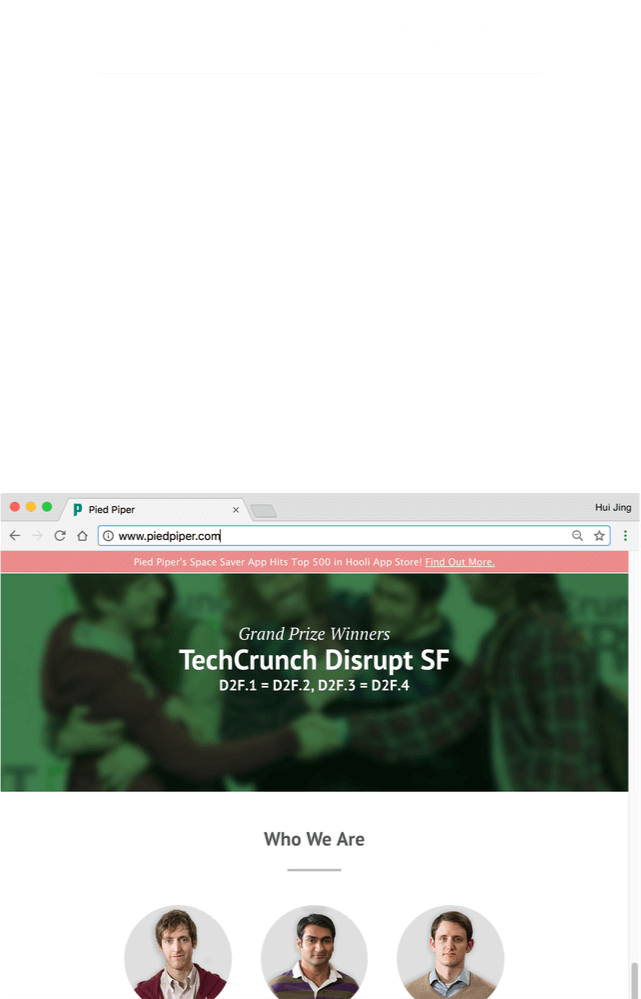 Pied Piper
Hui Jing
www.piedpiper.com
Pied Piper's Space Saver App Hits Top 500 in Hooli App Store! Find Out More.
Grand Prize Winners
TechCrunch Disrupt SF
D2F.1 = D2F.2, D2F.3 = D2F.4
Who We Are